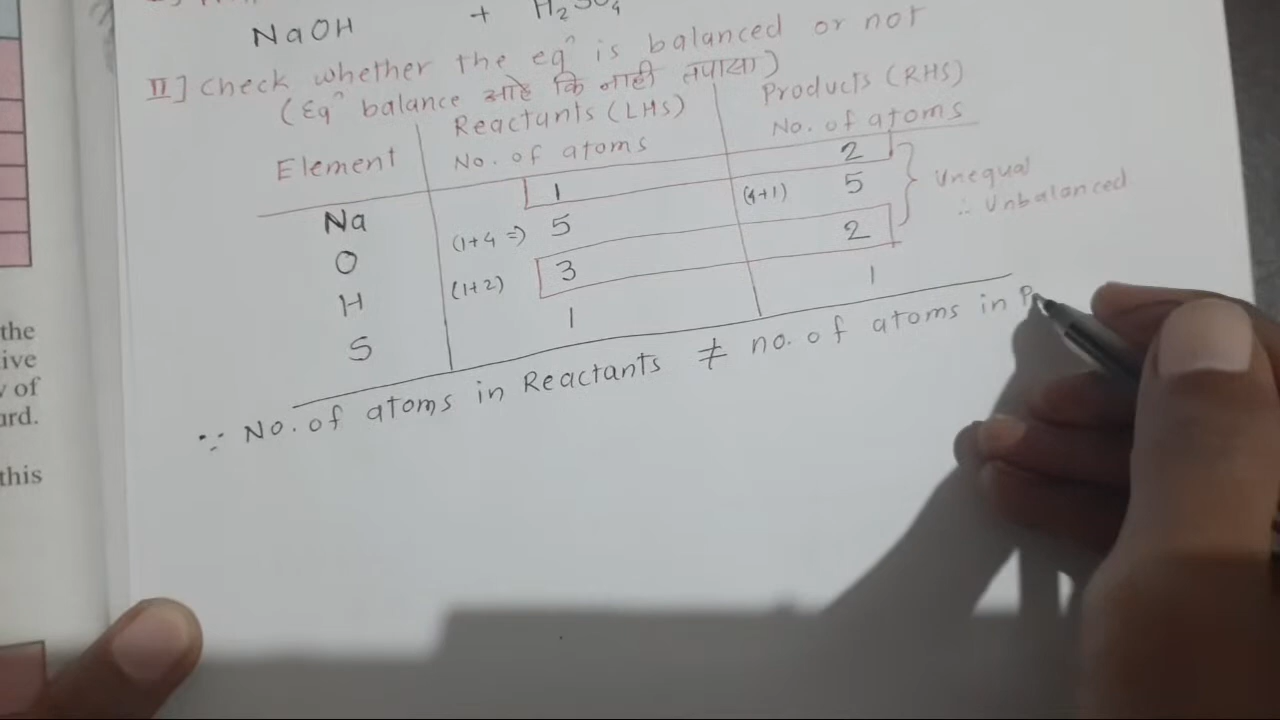 NaOH + H₂SO₄
II] Check whether the eqⁿ is balanced or not
(Eqⁿ balance आहे कि नाही तपासा)
Element Reactants (LHS) No. of atoms Products (RHS) No. of atoms
Na 1 2
O (1+4 =) 5 (4+1) 5
H (1+2) 3 2
S 1 1
Unequal
∴ Unbalanced
∵ No. of atoms in Reactants ≠ no. of atoms in P
the
ive
of
ard.
this